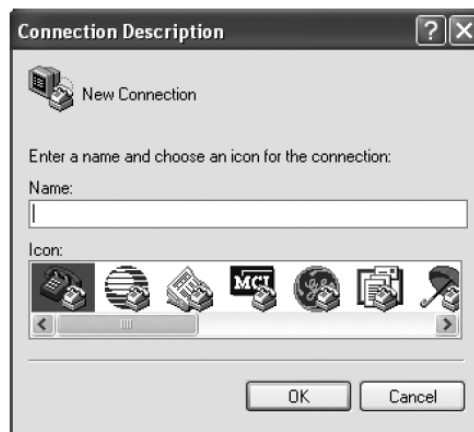 Connection Description
New Connection
Enter a name and choose an icon for the connection:
Name:
Icon:
MCI
OK
Cancel